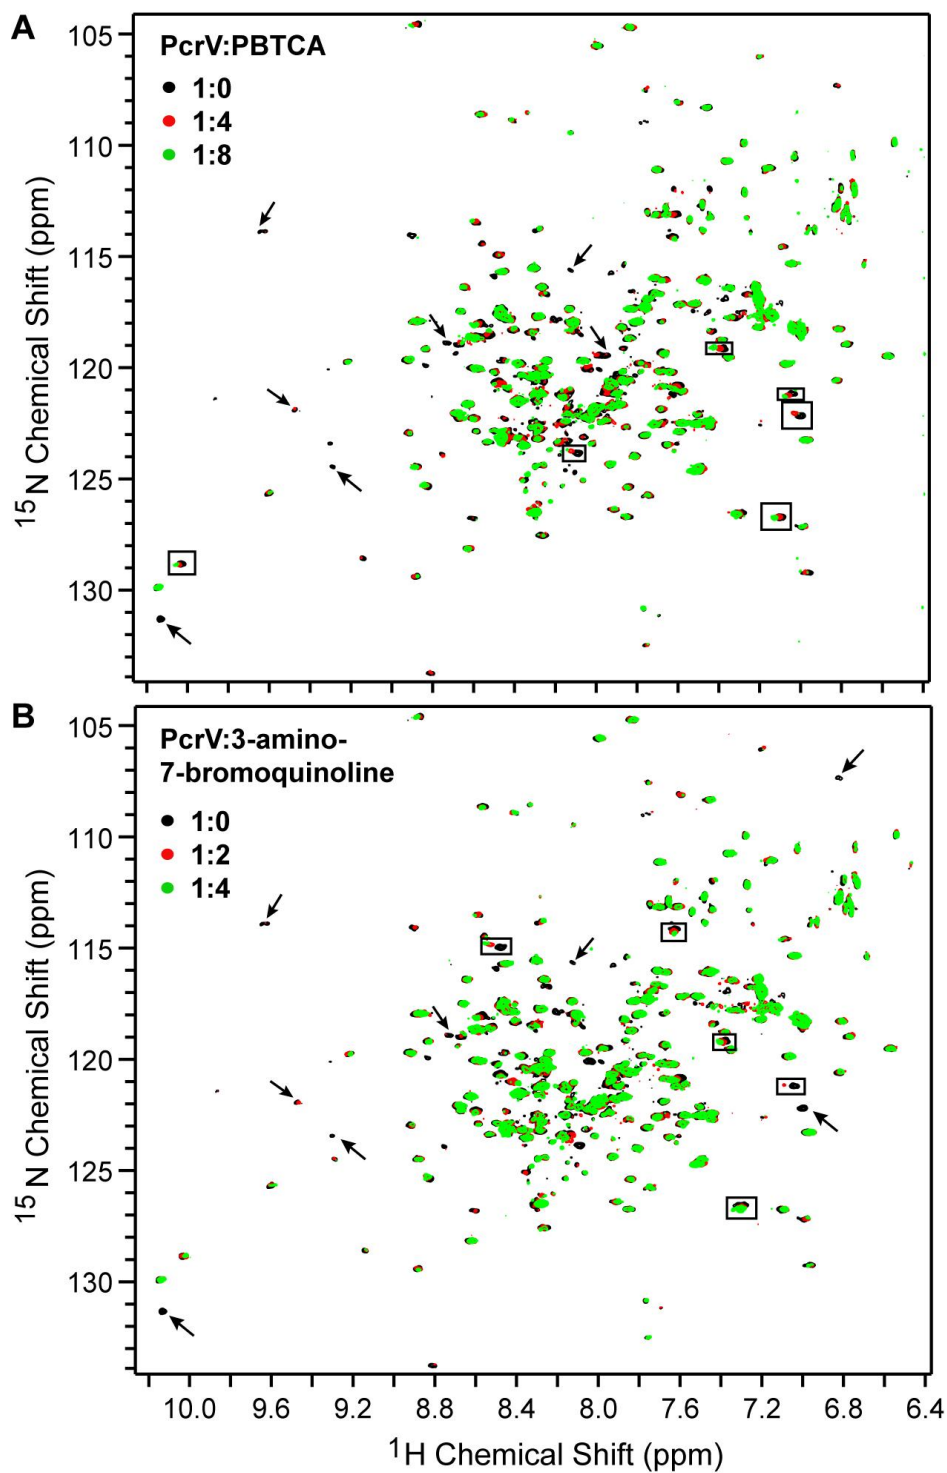 A
PcrV:PBTCA
1:0
1:4
1:8
105
110
115
120
125
130
15N Chemical Shift (ppm)
B
PcrV:3-amino-
7-bromoquinoline
1:0
1:2
1:4
105
110
115
120
125
130
15N Chemical Shift (ppm)
10.0 9.6 9.2 8.8 8.4 8.0 7.6 7.2 6.8 6.4
1H Chemical Shift (ppm)